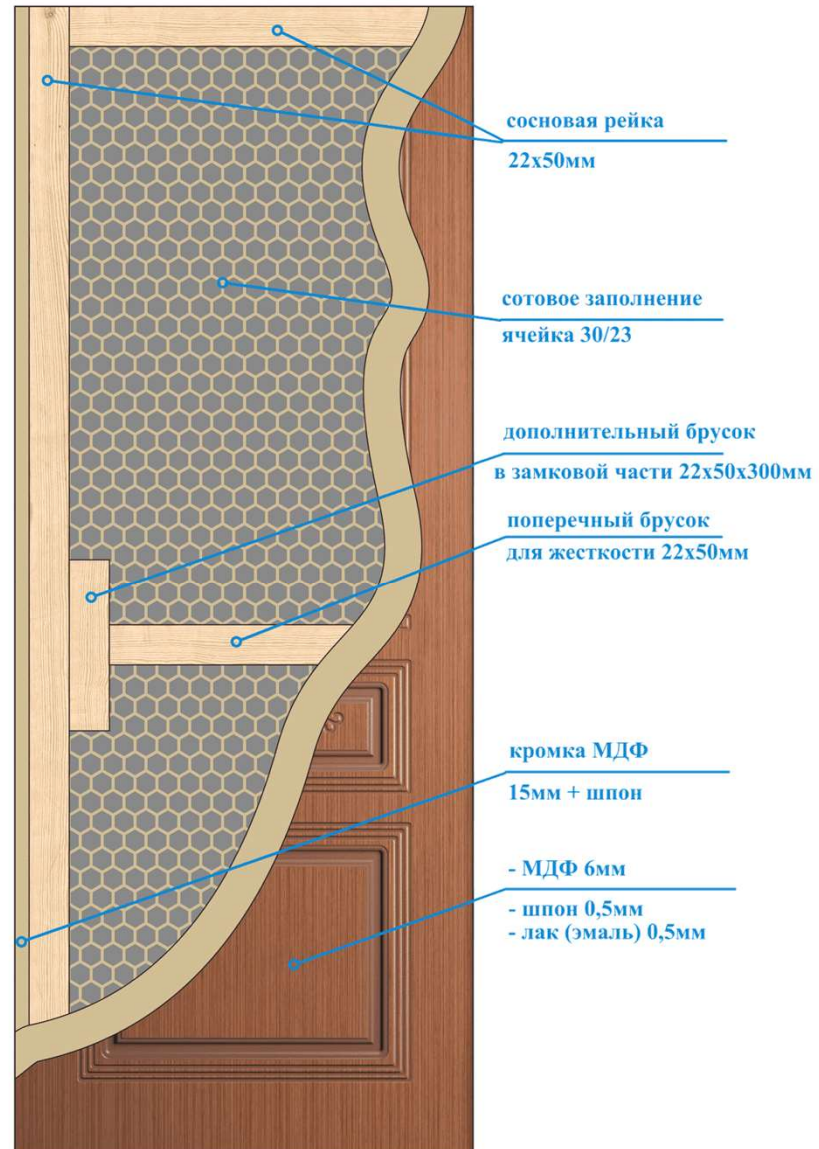 сосновая рейка
22х50мм
сотовое заполнение
ячейка 30/23
дополнительный брусок
в замковой части 22х50х300мм
поперечный брусок
для жесткости 22х50мм
кромка МДФ
15мм + шпон
- МДФ 6мм
- шпон 0,5мм
- лак (эмаль) 0,5мм